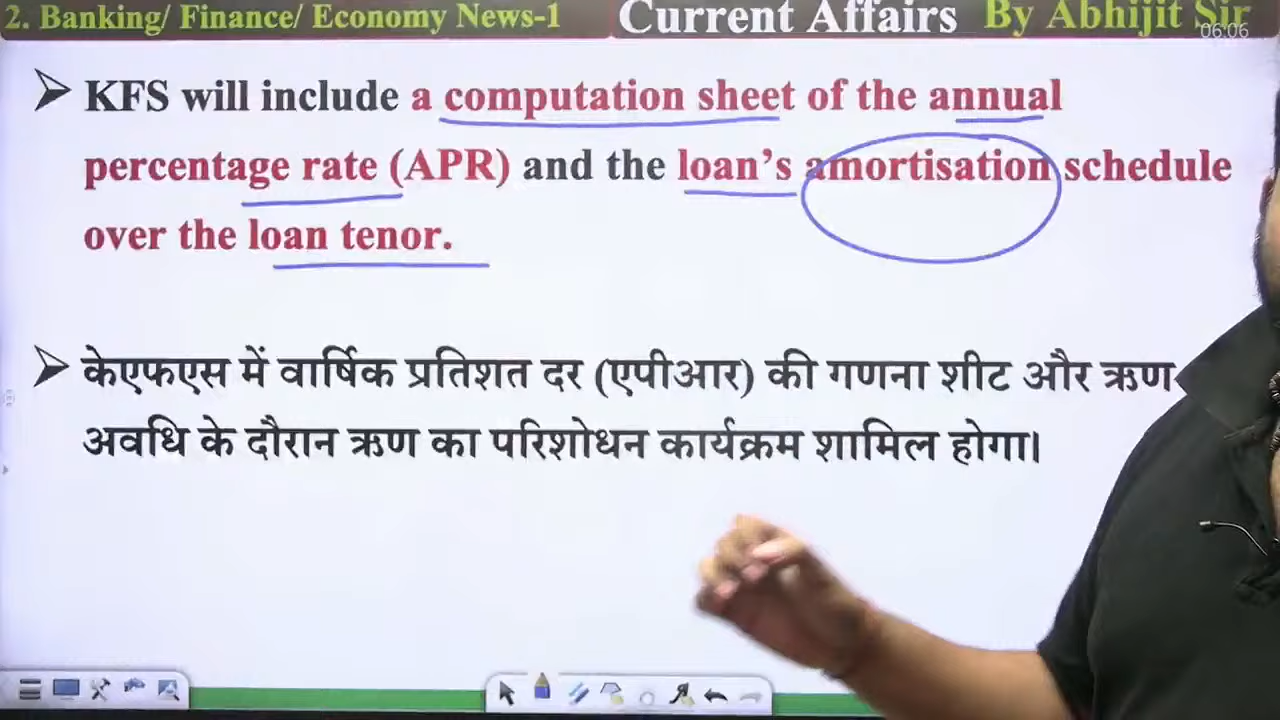 2. Banking/ Finance/ Economy News-1
Current Affairs
By Abhijit Sir
06:06
KFS will include a computation sheet of the annual
percentage rate (APR) and the loan’s amortisation schedule
over the loan tenor.
केएफएस में वार्षिक प्रतिशत दर (एपीआर) की गणना शीट और ऋण
अवधि के दौरान ऋण का परिशोधन कार्यक्रम शामिल होगा।